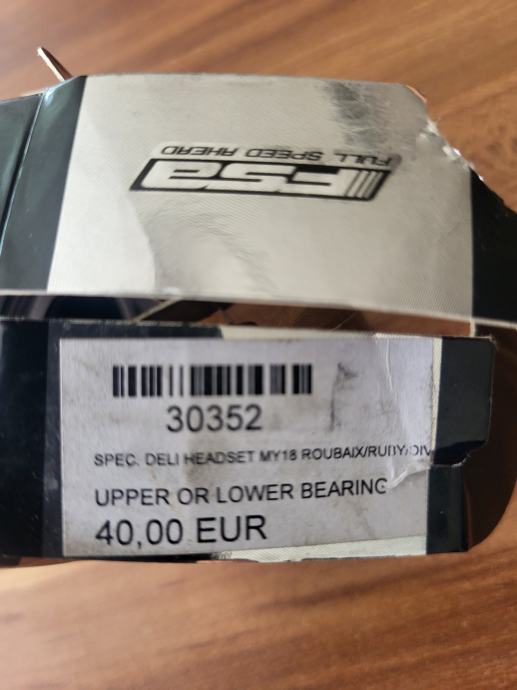 FSA
FULL SPEED AHEAD
30352
SPEC. DELI HEADSET MY18 ROUBAIX/RUBY/DIV
UPPER OR LOWER BEARING
40,00 EUR